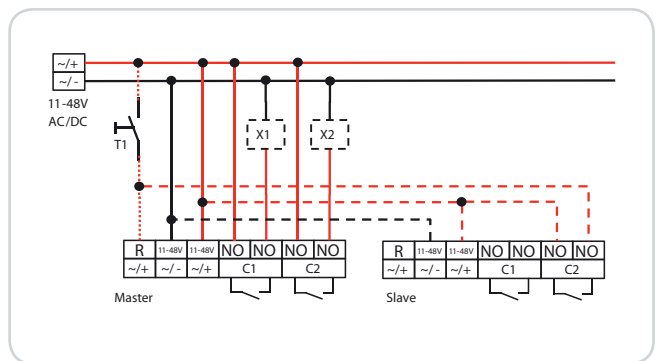 ~/+
~/-
11-48V
AC/DC
T1
X1
X2
R 11-48V 11-48V NO NO NO NO
~/+ ~/- ~/+ C1 C2
Master
R 11-48V 11-48V NO NO NO NO
~/+ ~/- ~/+ C1 C2
Slave